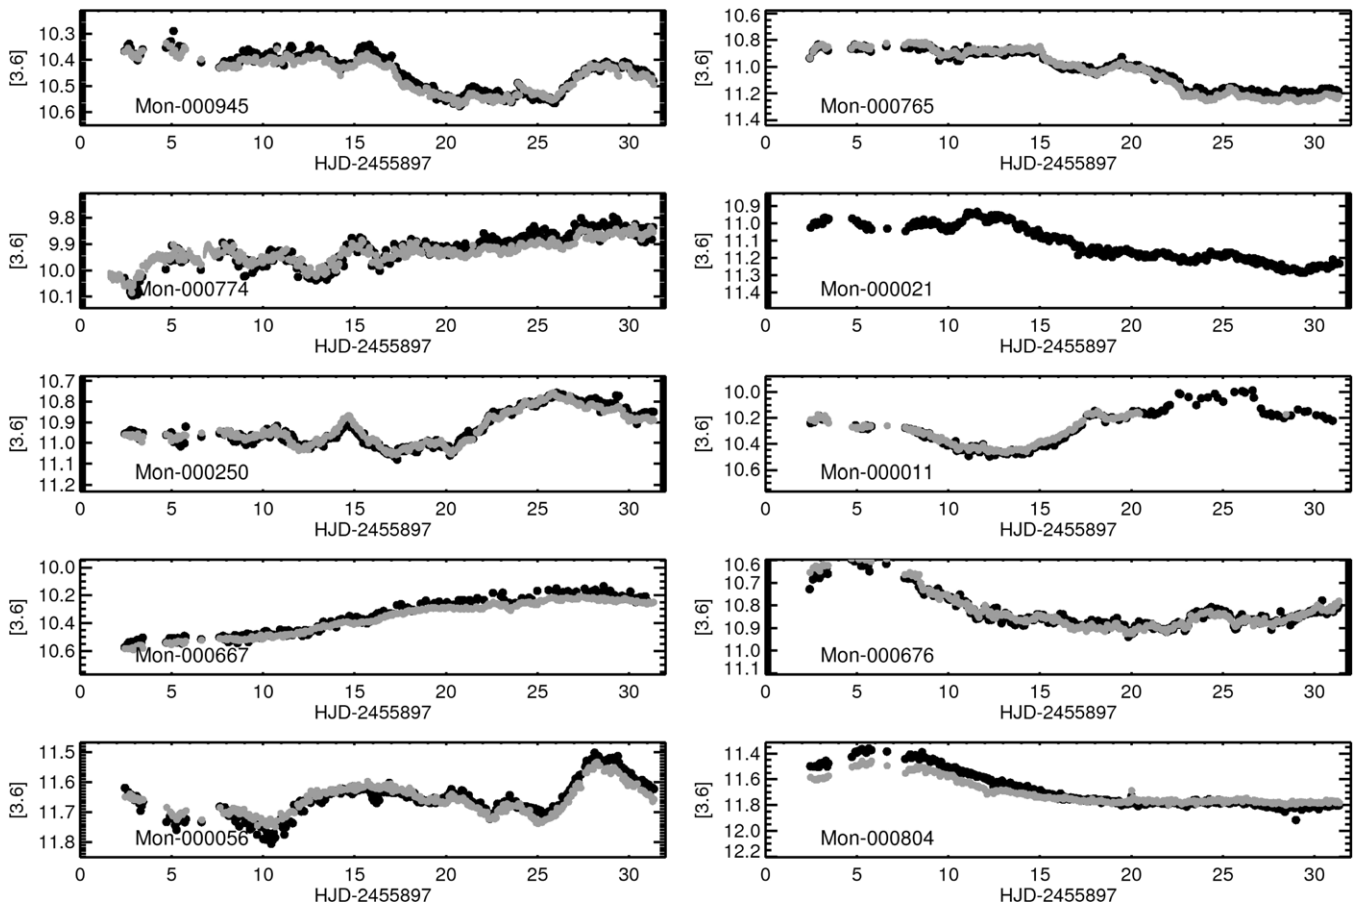 [3.6] 10.3 10.4 10.5 10.6 Mon-000945
0 5 10 15 20 25 30
HJD-2455897
[3.6] 10.6 10.8 11.0 11.2 11.4 Mon-000765
0 5 10 15 20 25 30
HJD-2455897
[3.6] 9.8 9.9 10.0 10.1 Mon-000774
0 5 10 15 20 25 30
HJD-2455897
[3.6] 10.9 11.0 11.1 11.2 11.3 11.4 Mon-000021
0 5 10 15 20 25 30
HJD-2455897
[3.6] 10.7 10.8 10.9 11.0 11.1 11.2 Mon-000250
0 5 10 15 20 25 30
HJD-2455897
[3.6] 10.0 10.2 10.4 10.6 Mon-000011
0 5 10 15 20 25 30
HJD-2455897
[3.6] 10.0 10.2 10.4 10.6 Mon-000667
0 5 10 15 20 25 30
HJD-2455897
[3.6] 10.6 10.7 10.8 10.9 11.0 11.1 Mon-000676
0 5 10 15 20 25 30
HJD-2455897
[3.6] 11.5 11.6 11.7 11.8 Mon-000056
0 5 10 15 20 25 30
HJD-2455897
[3.6] 11.4 11.6 11.8 12.0 12.2 Mon-000804
0 5 10 15 20 25 30
HJD-2455897